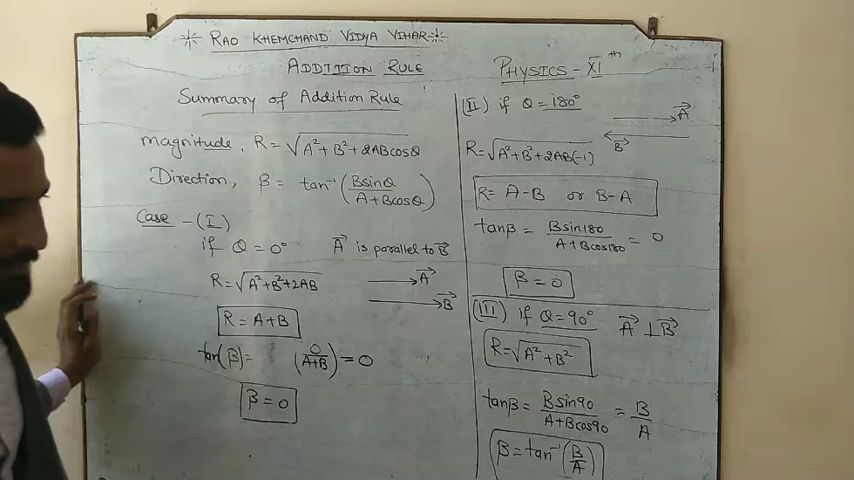 ✳ RAO KHEMCHAND VIDYA VIHAR ✳
ADDITION RULE
PHYSICS - XI th
Summary of Addition Rule
magnitude, R = √(A² + B² + 2ABcosθ)
Direction, β = tan⁻¹(Bsinθ / A+Bcosθ)
Case - (I)
if θ = 0° A⃗ is parallel to B⃗
R = √(A²+B²+2AB) A⃗
B⃗
R = A+B
tan(β) = (0 / A+B) = 0
β = 0
(II) if θ = 180°
A⃗
B⃗
R = √(A²+B²+2AB(-1))
R = A-B or B-A
tanβ = Bsin180 / A+Bcos180 = 0
β = 0
(III) if θ = 90° A⃗ ⊥ B⃗
R = √(A²+B²)
tanβ = Bsin90 / A+Bcos90 = B / A
β = tan⁻¹(B / A)